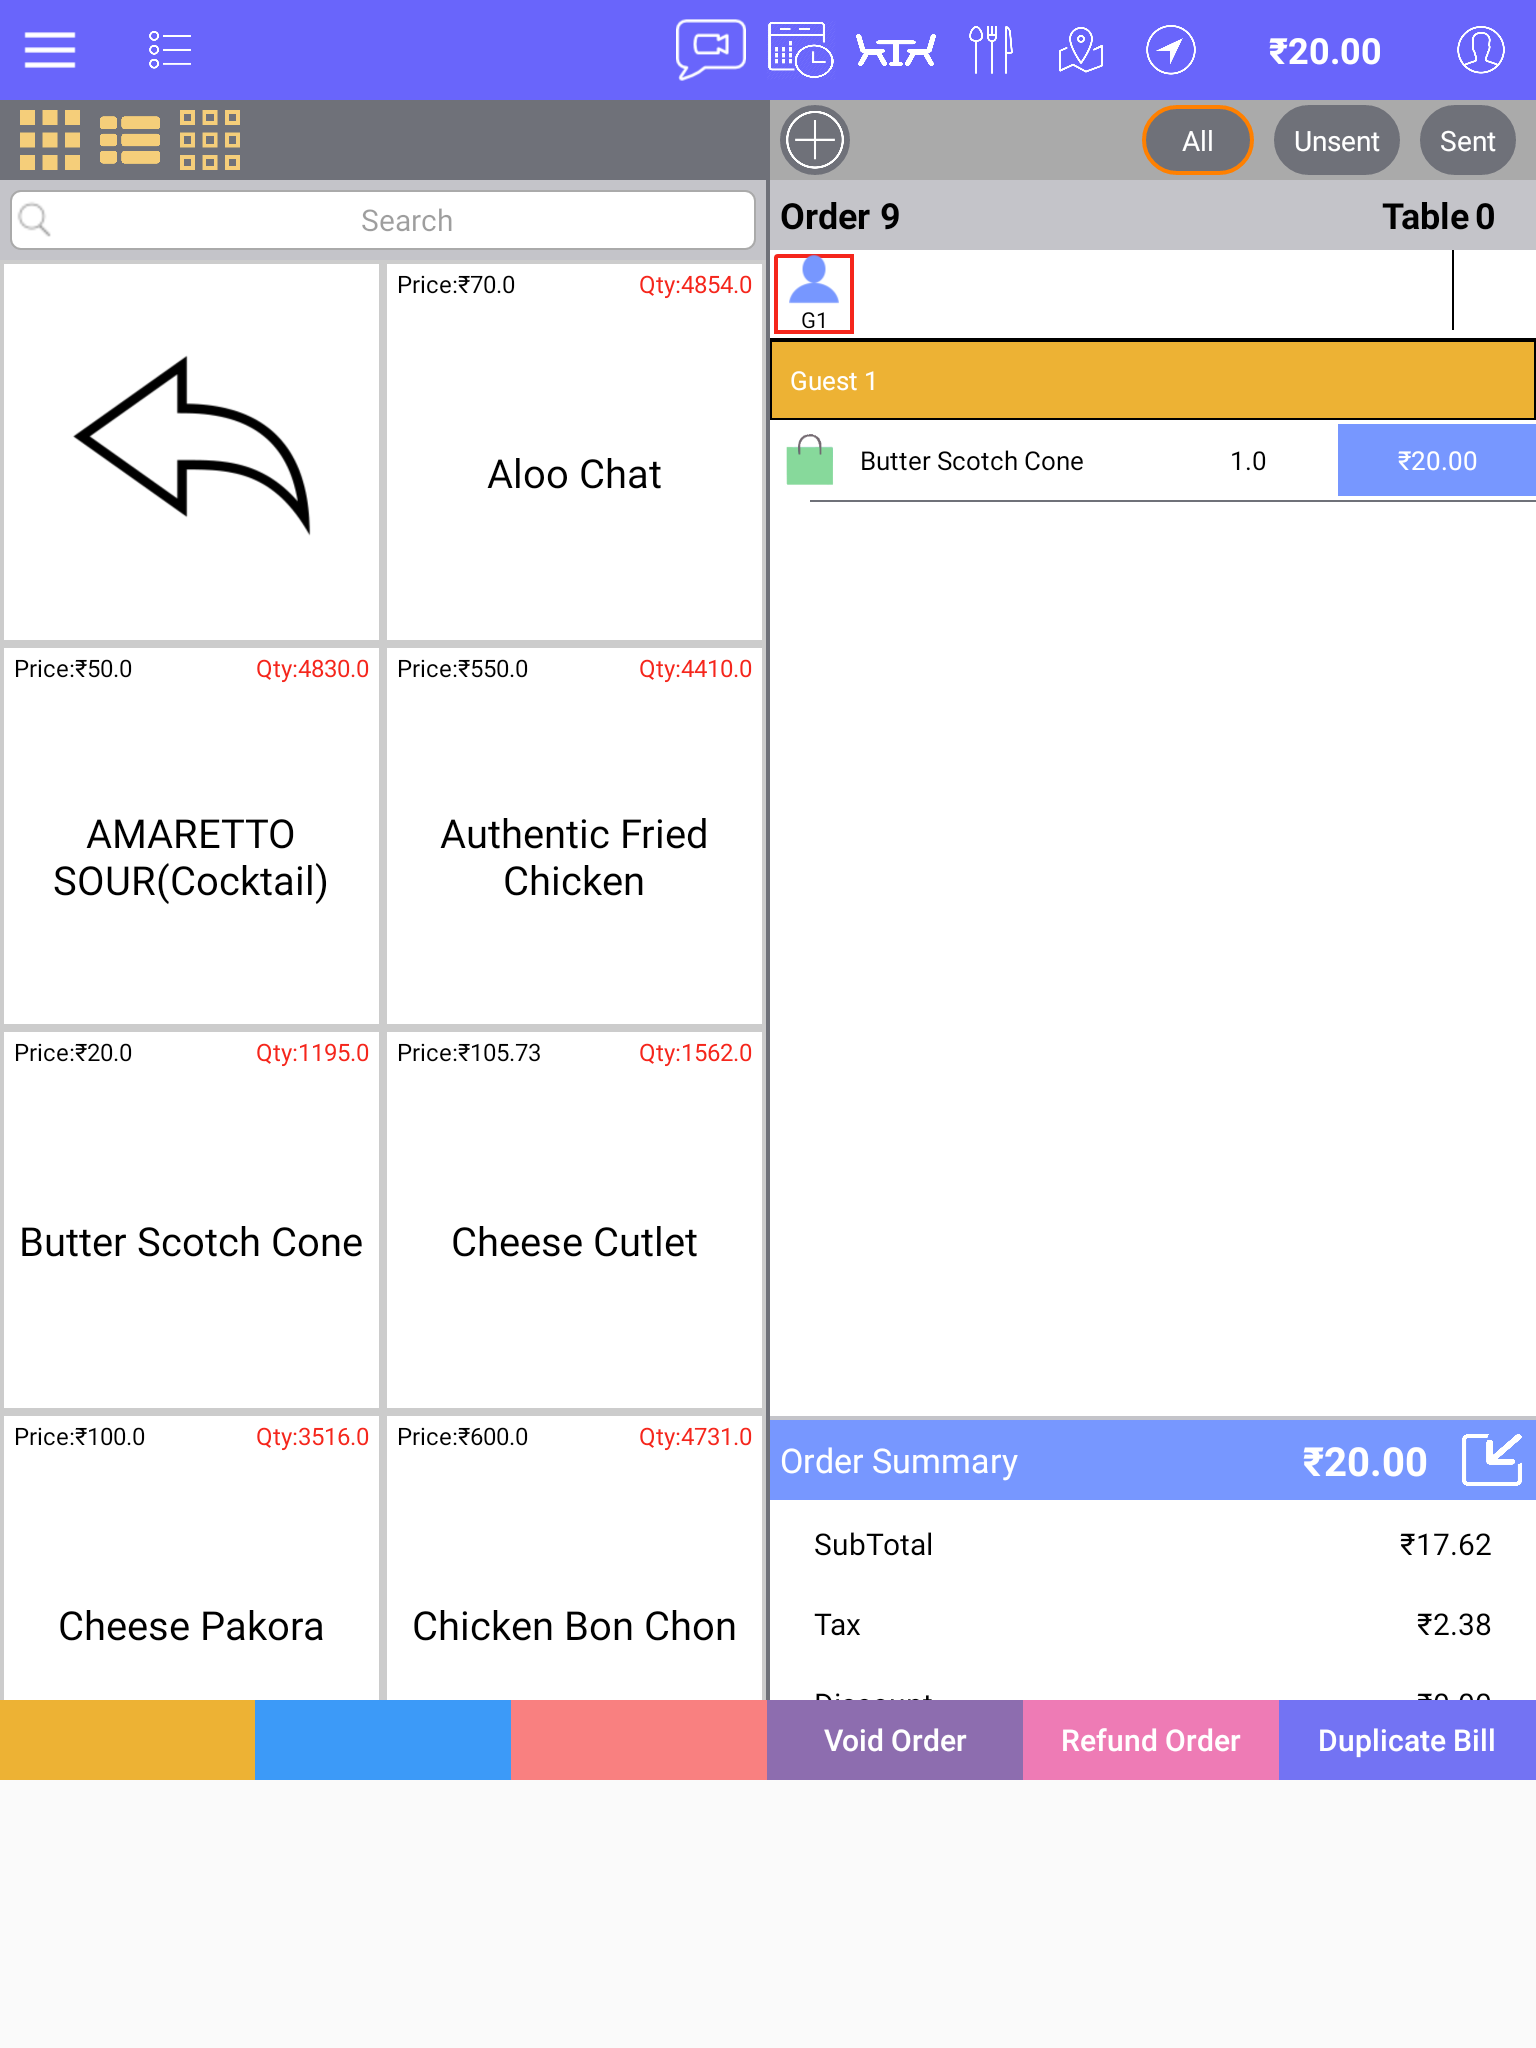 ₹20.00
All
Unsent
Sent
Search
Order 9
Table 0
G1
Guest 1
Butter Scotch Cone 1.0 ₹20.00
Price:₹70.0 Qty:4854.0
Aloo Chat
Price:₹50.0 Qty:4830.0
AMARETTO
SOUR(Cocktail)
Price:₹550.0 Qty:4410.0
Authentic Fried
Chicken
Price:₹20.0 Qty:1195.0
Butter Scotch Cone
Price:₹105.73 Qty:1562.0
Cheese Cutlet
Price:₹100.0 Qty:3516.0
Cheese Pakora
Price:₹600.0 Qty:4731.0
Chicken Bon Chon
Order Summary ₹20.00
SubTotal ₹17.62
Tax ₹2.38
Void Order
Refund Order
Duplicate Bill